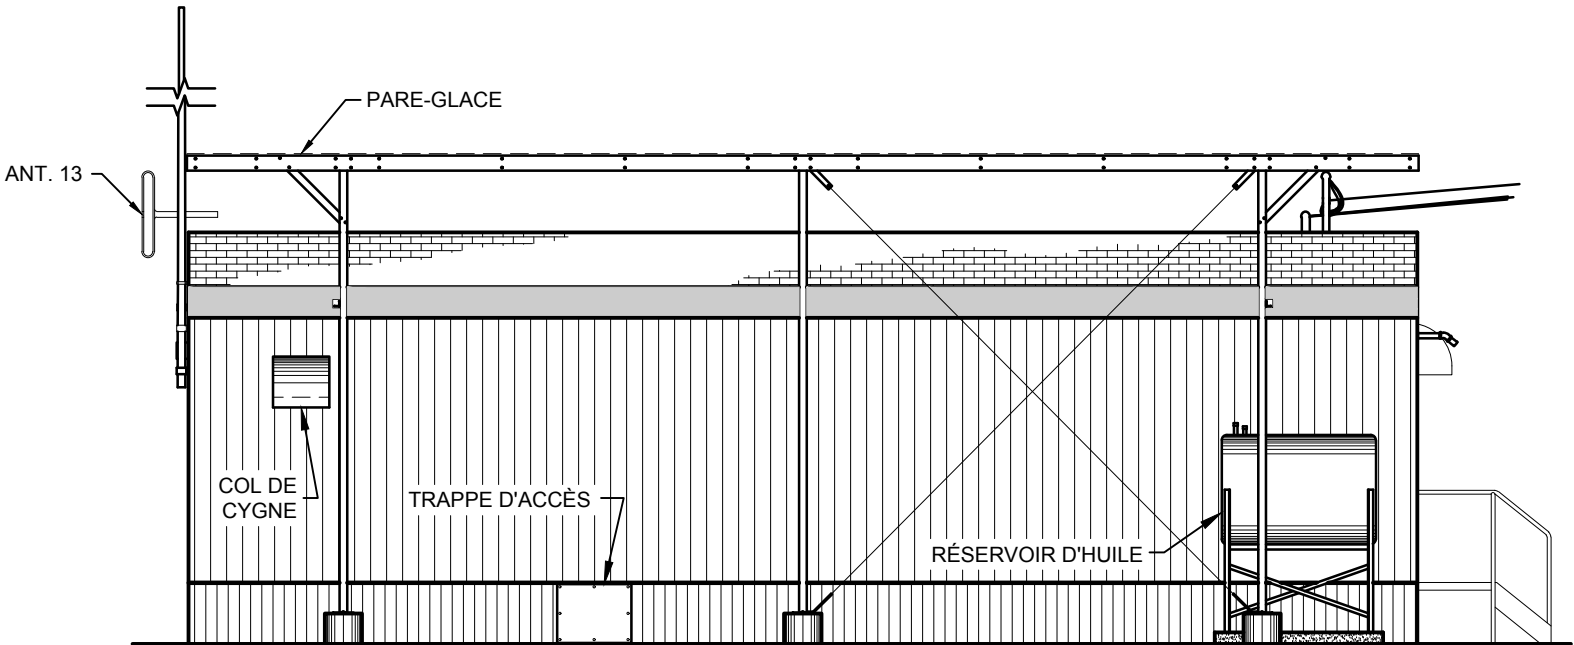 PARE-GLACE
ANT. 13
COL DE
CYGNE
TRAPPE D'ACCÈS
RÉSERVOIR D'HUILE